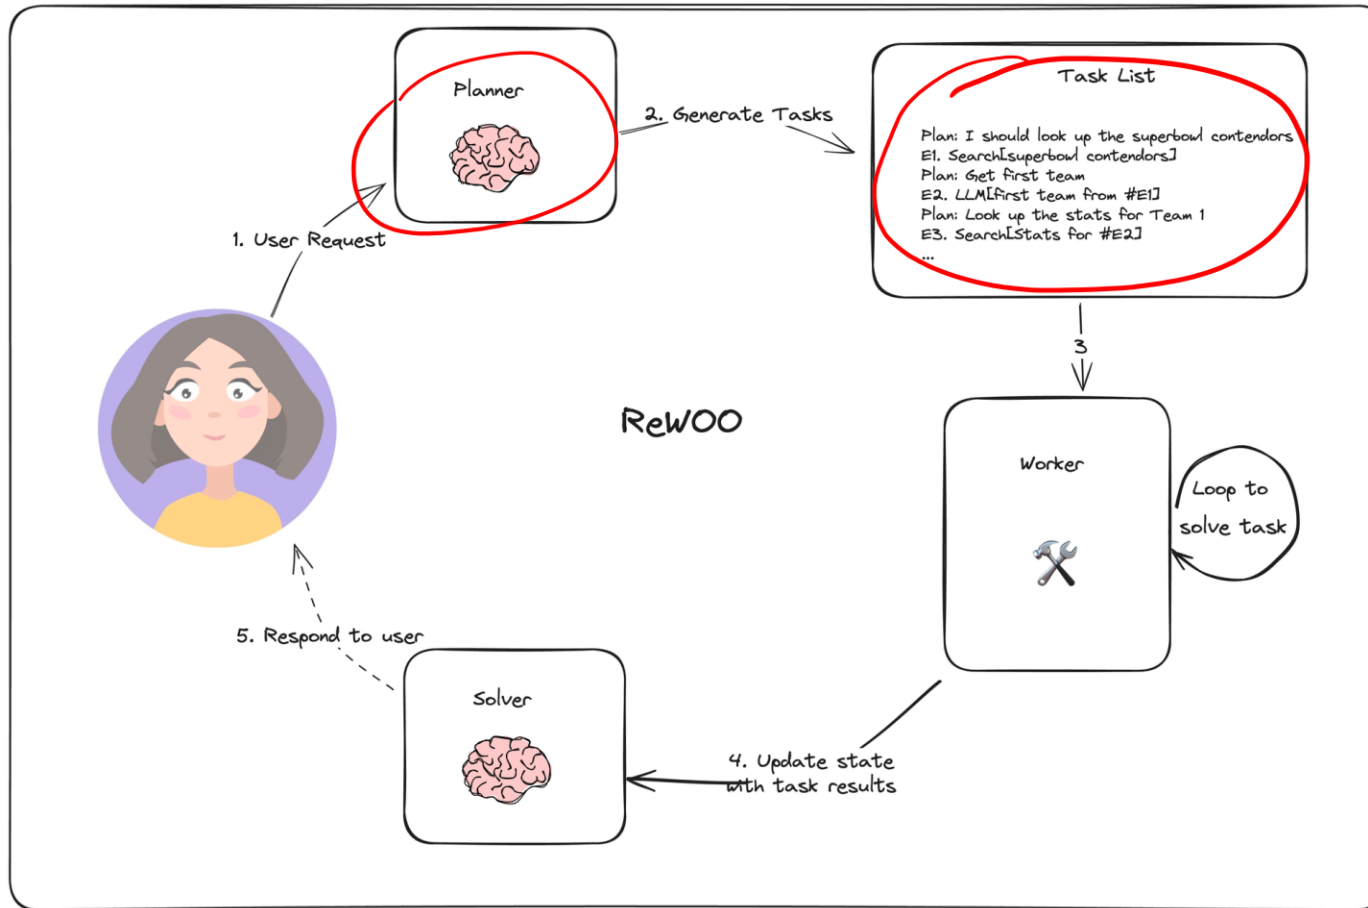 Planner
2. Generate Tasks
Task List
Plan: I should look up the superbowl contendors
E1. Search[superbowl contendors]
Plan: Get first team
E2. LLM[first team from #E1]
Plan: Look up the stats for Team 1
E3. Search[Stats for #E2]
...
1. User Request
3
ReWOO
Worker
Loop to
solve task
5. Respond to user
Solver
4. Update state
with task results